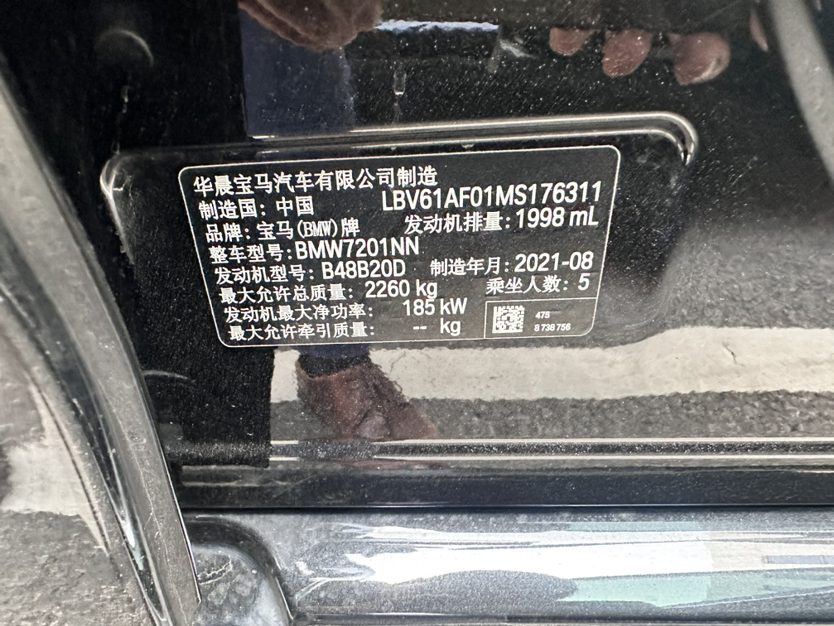 华晨宝马汽车有限公司制造
制造国：中国 LBV61AF01MS176311
品牌：宝马(BMW)牌 发动机排量：1998 mL
整车型号：BMW7201NN
发动机型号：B48B20D 制造年月：2021-08
最大允许总质量：2260 kg 乘坐人数：5
发动机最大净功率：185 kW
最大允许牵引质量：-- kg
475
8 738 756